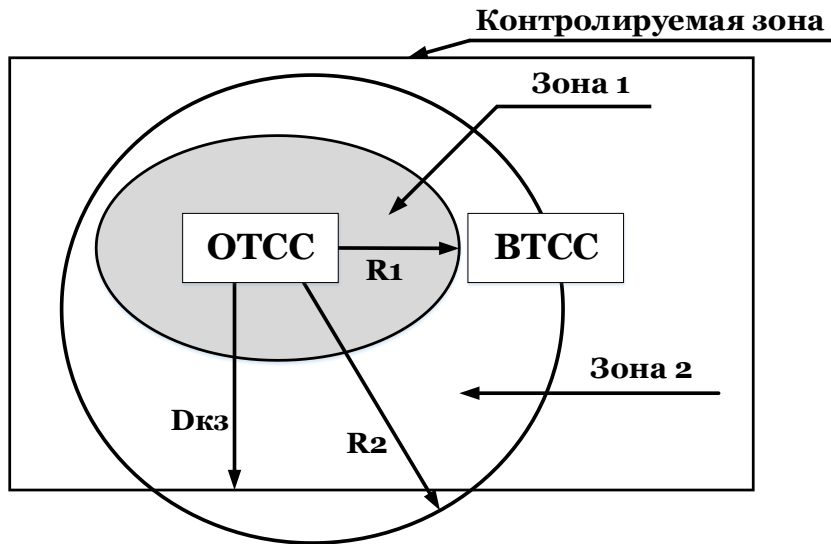 Контролируемая зона
Зона 1
ОТСС
ВТСС
R1
Зона 2
Dкз
R2